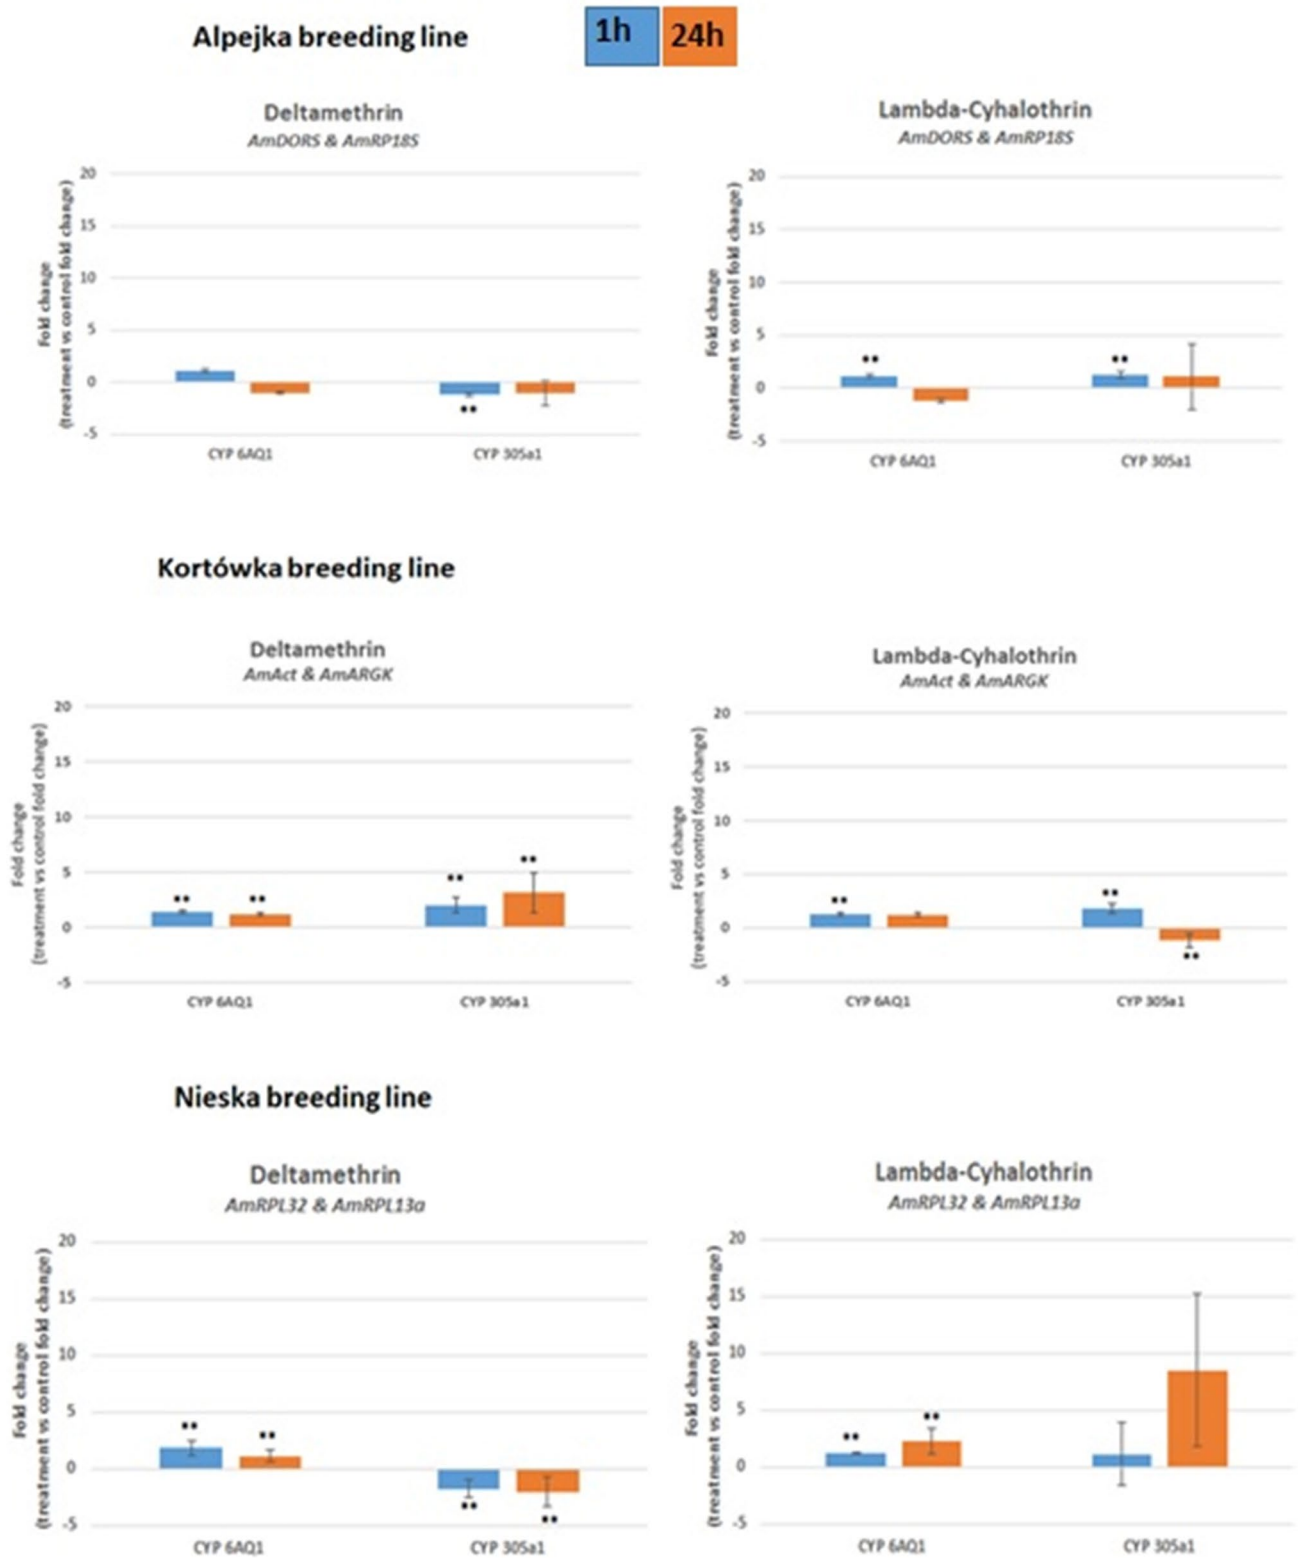 Alpejka breeding line
1h 24h
Deltamethrin
AmDORS & AmRP18S
Fold change
(treatment vs control fold change)
20
15
10
5
0
-5
CYP 6AQ1 CYP 305a1
Lambda-Cyhalothrin
AmDORS & AmRP18S
Fold change
(treatment vs control fold change)
20
15
10
5
0
-5
CYP 6AQ1 CYP 305a1
Kortówka breeding line
Deltamethrin
AmAct & AmARGK
Fold change
(treatment vs control fold change)
20
15
10
5
0
-5
CYP 6AQ1 CYP 305a1
Lambda-Cyhalothrin
AmAct & AmARGK
Fold change
(treatment vs control fold change)
20
15
10
5
0
-5
CYP 6AQ1 CYP 305a1
Nieska breeding line
Deltamethrin
AmRPL32 & AmRPL13a
Fold change
(treatment vs control fold change)
20
15
10
5
0
-5
CYP 6AQ1 CYP 305a1
Lambda-Cyhalothrin
AmRPL32 & AmRPL13a
Fold change
(treatment vs control fold change)
20
15
10
5
0
-5
CYP 6AQ1 CYP 305a1